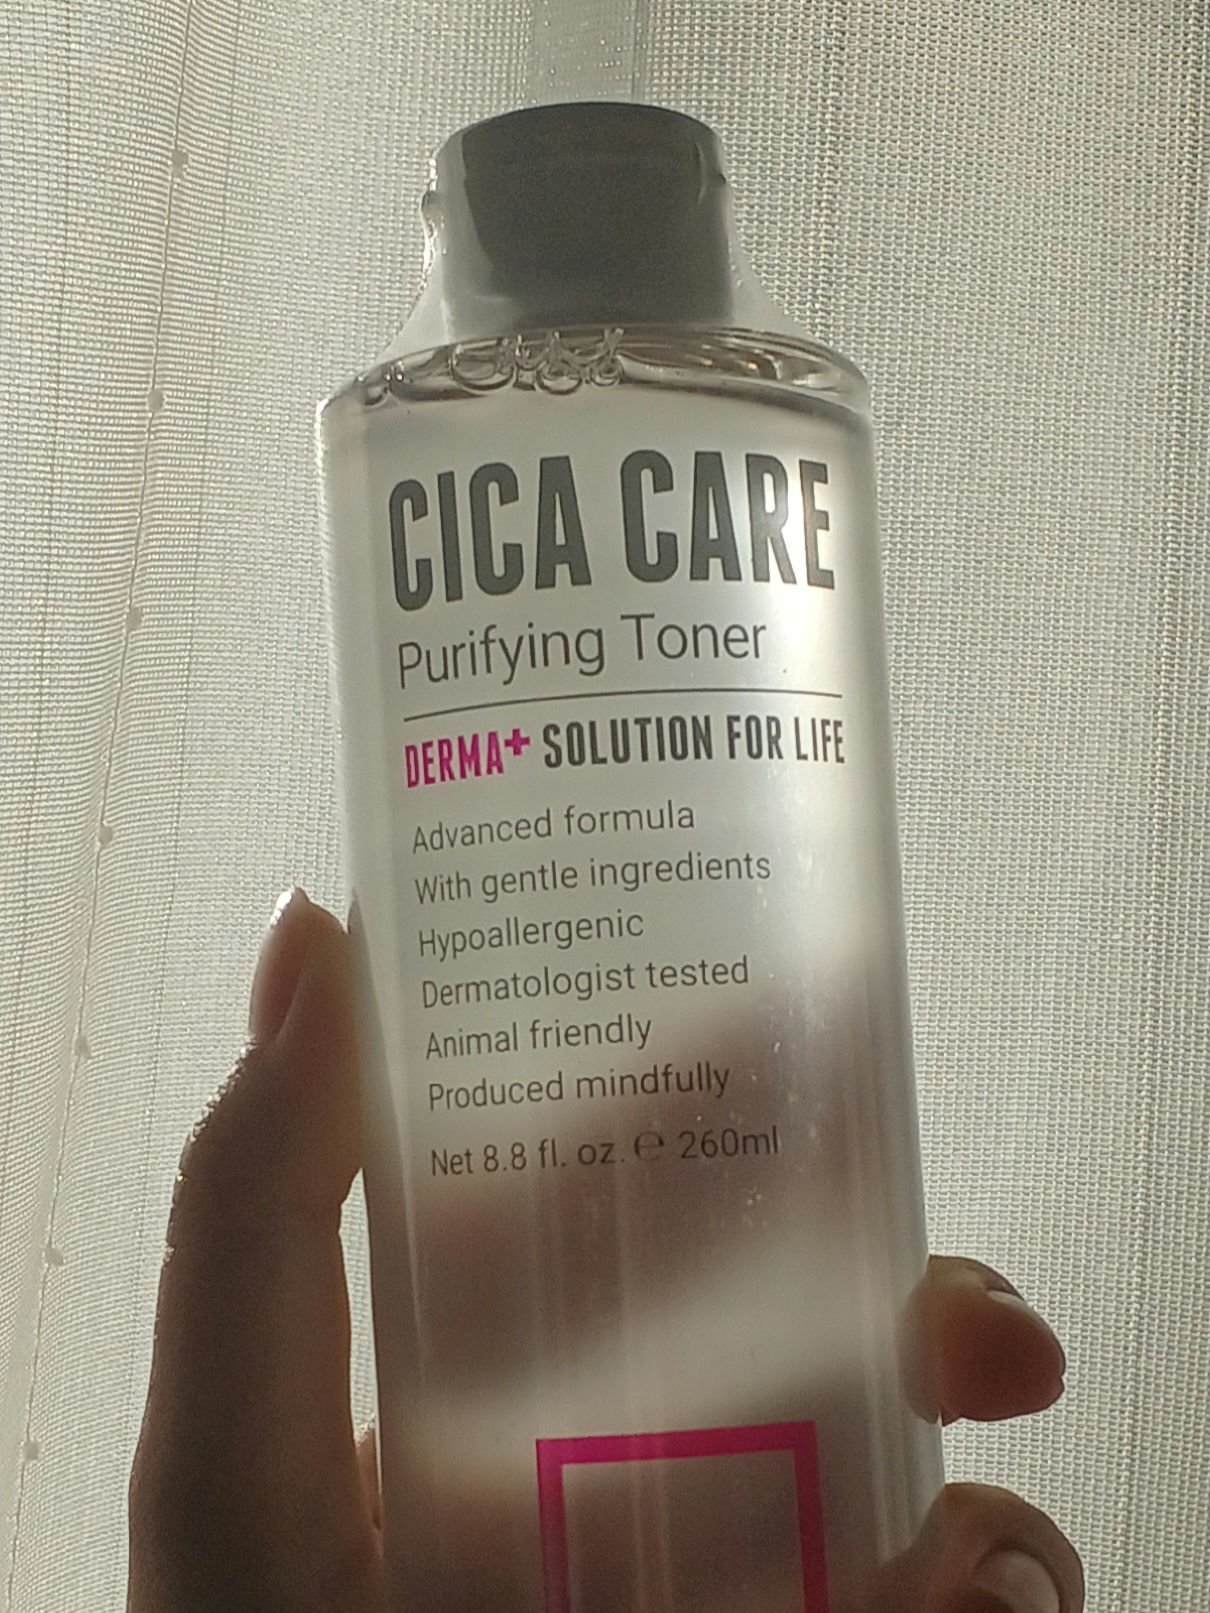 CICA CARE
Purifying Toner
DERMA+ SOLUTION FOR LIFE
Advanced formula
With gentle ingredients
Hypoallergenic
Dermatologist tested
Animal friendly
Produced mindfully
Net 8.8 fl. oz. ℮ 260ml